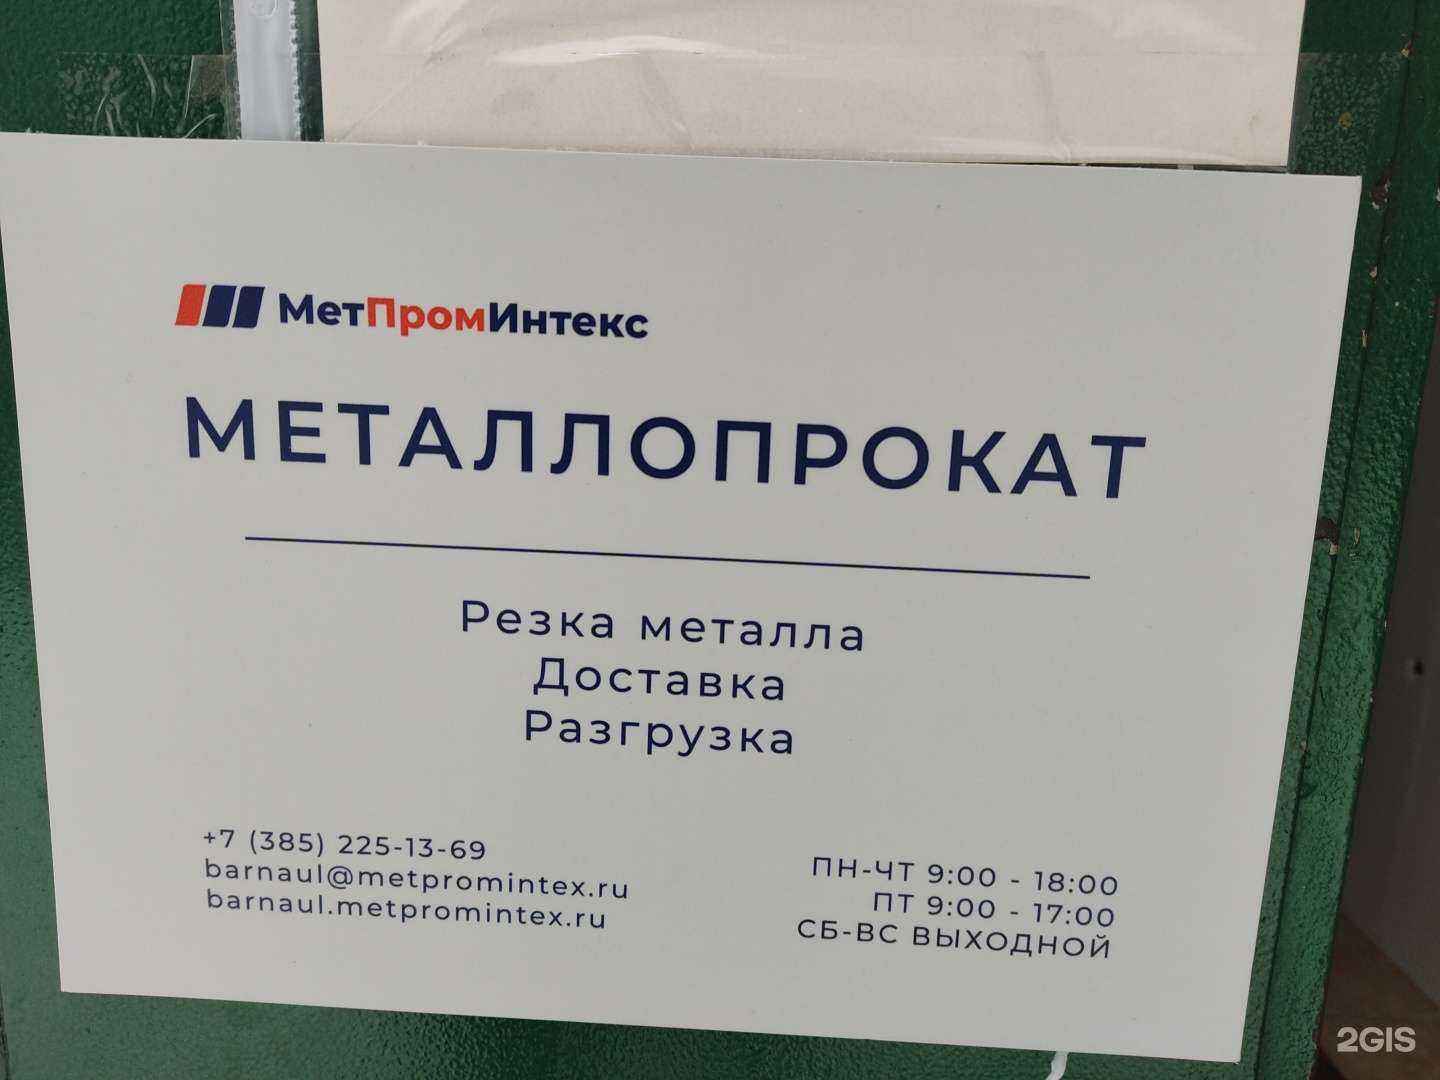 МетПромИнтекс
МЕТАЛЛОПРОКАТ
Резка металла
Доставка
Разгрузка
+7 (385) 225-13-69
barnaul@metpromintex.ru
barnaul.metpromintex.ru
ПН-ЧТ 9:00 - 18:00
ПТ 9:00 - 17:00
СБ-ВС ВЫХОДНОЙ
2GIS